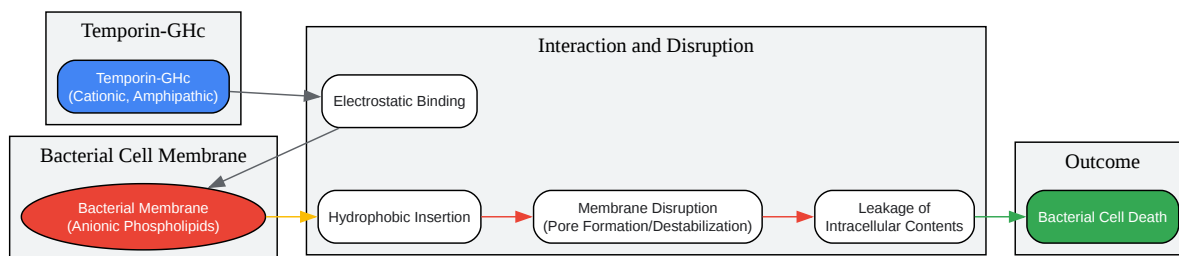 Temporin-GHc
Temporin-GHc
(Cationic, Amphipathic)
Interaction and Disruption
Electrostatic Binding
Bacterial Cell Membrane
Bacterial Membrane
(Anionic Phospholipids)
Hydrophobic Insertion
Membrane Disruption
(Pore Formation/Destabilization)
Leakage of
Intracellular Contents
Outcome
Bacterial Cell Death